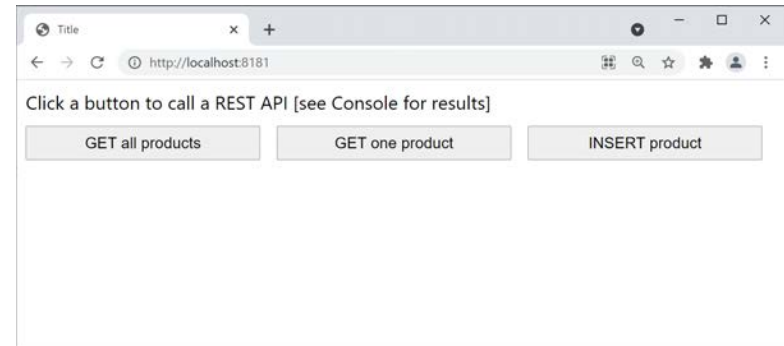 Title
http://localhost:8181
Click a button to call a REST API [see Console for results]
GET all products GET one product INSERT product